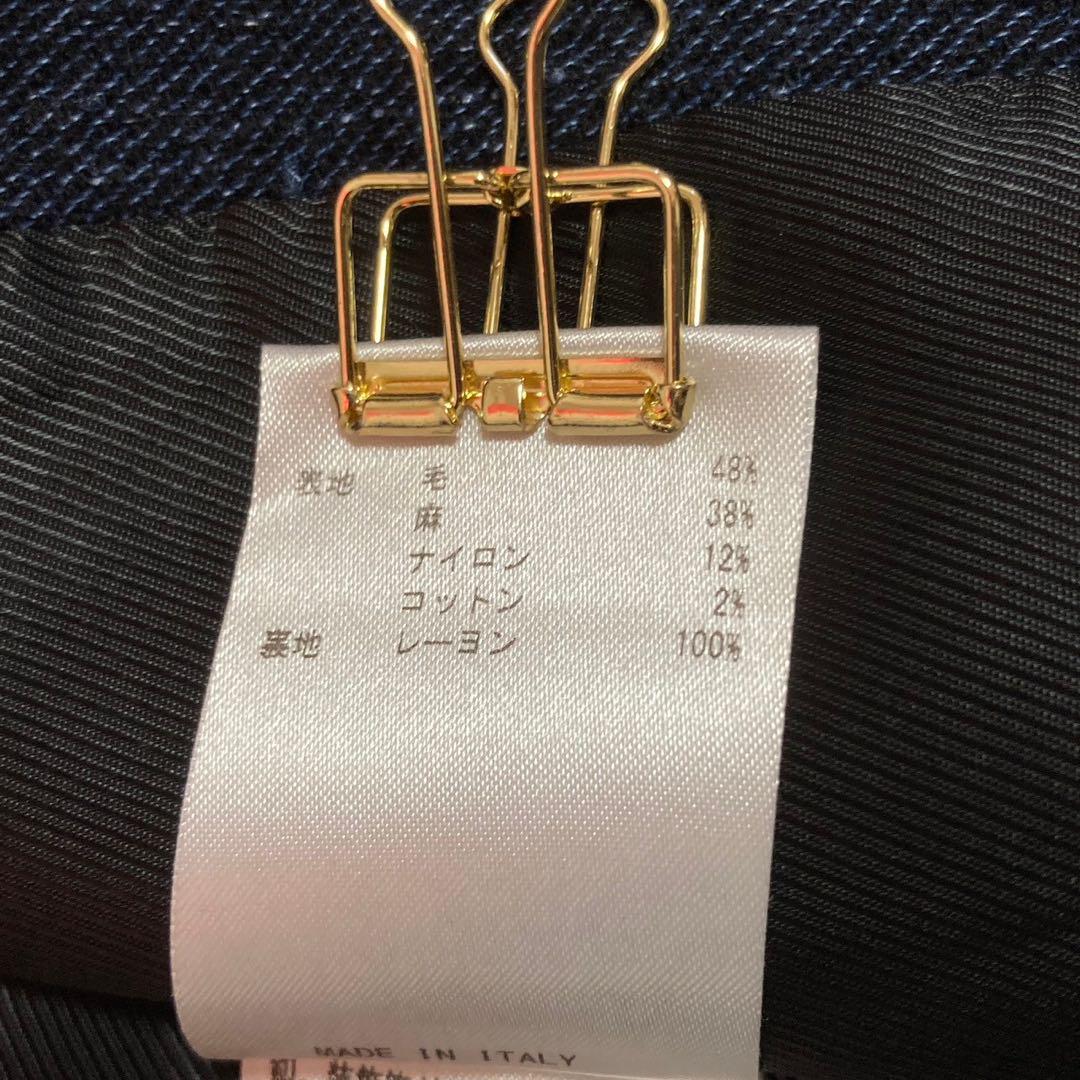 表地 毛 48%
麻 38%
ナイロン 12%
コットン 2%
裏地 レーヨン 100%
MADE IN ITALY